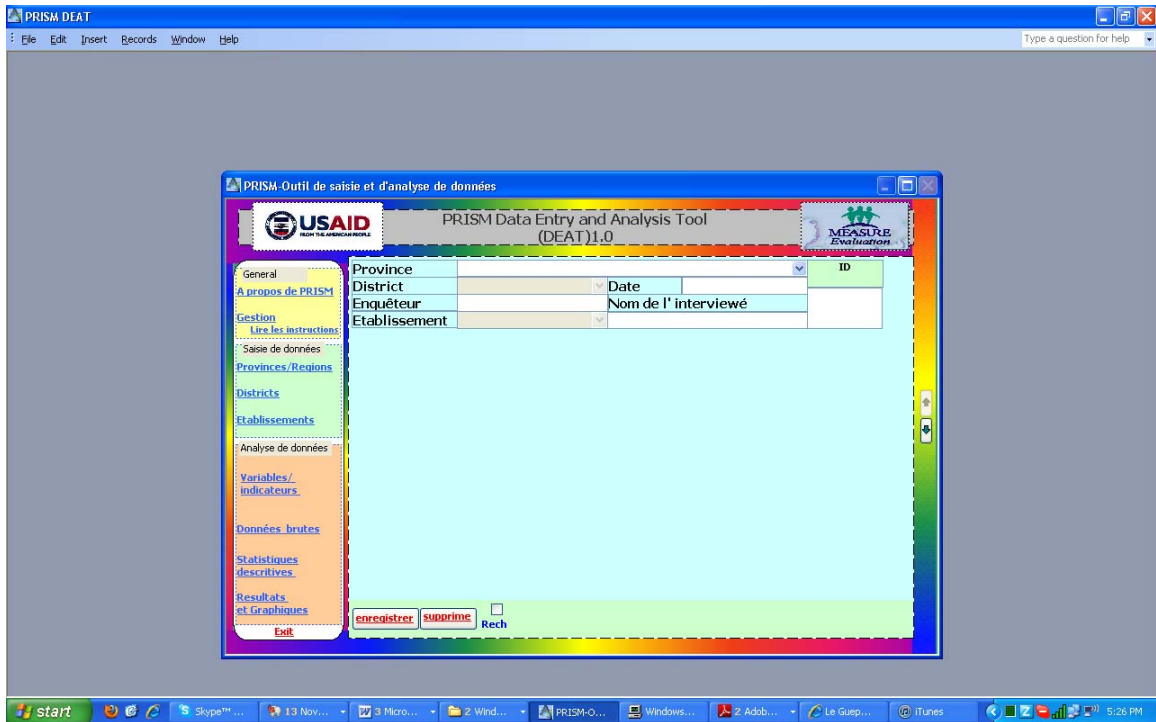 PRISM DEAT
File Edit Insert Records Window Help
Type a question for help
PRISM-Outil de saisie et d'analyse de données
USAID
FROM THE AMERICAN PEOPLE
PRISM Data Entry and Analysis Tool
(DEAT)1.0
MEASURE
Evaluation
General
A propos de PRISM
Gestion
Lire les instructions
Saisie de données
Provinces/Regions
Districts
Etablissements
Analyse de données
Variables/
indicateurs
Données brutes
Statistiques
descritives
Resultats
et Graphiques
Exit
Province
ID
District
Date
Enquêteur
Nom de l' interviewé
Etablissement
enregistrer
supprime
Rech
start
Skype™ ...
13 Nov...
3 Micro...
2 Wind...
PRISM-O...
Windows...
2 Adob...
Le Guep...
iTunes
5:26 PM